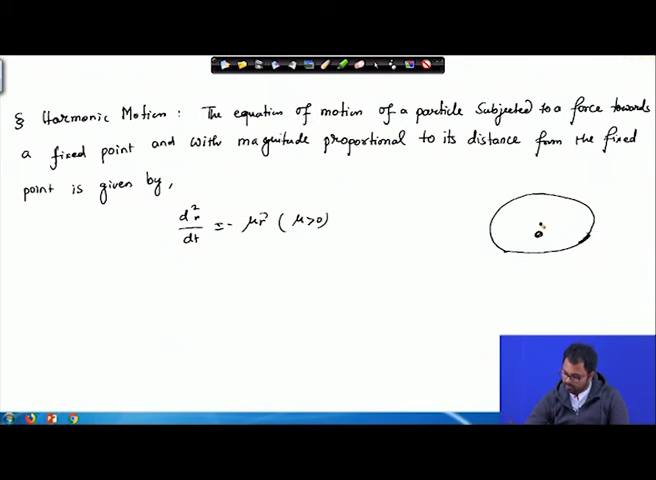 § Harmonic Motion : The equation of motion of a particle subjected to a force towards
a fixed point and with magnitude proportional to its distance from the fixed
point is given by,
d²r/dt = - μr⃗ ( μ>0)